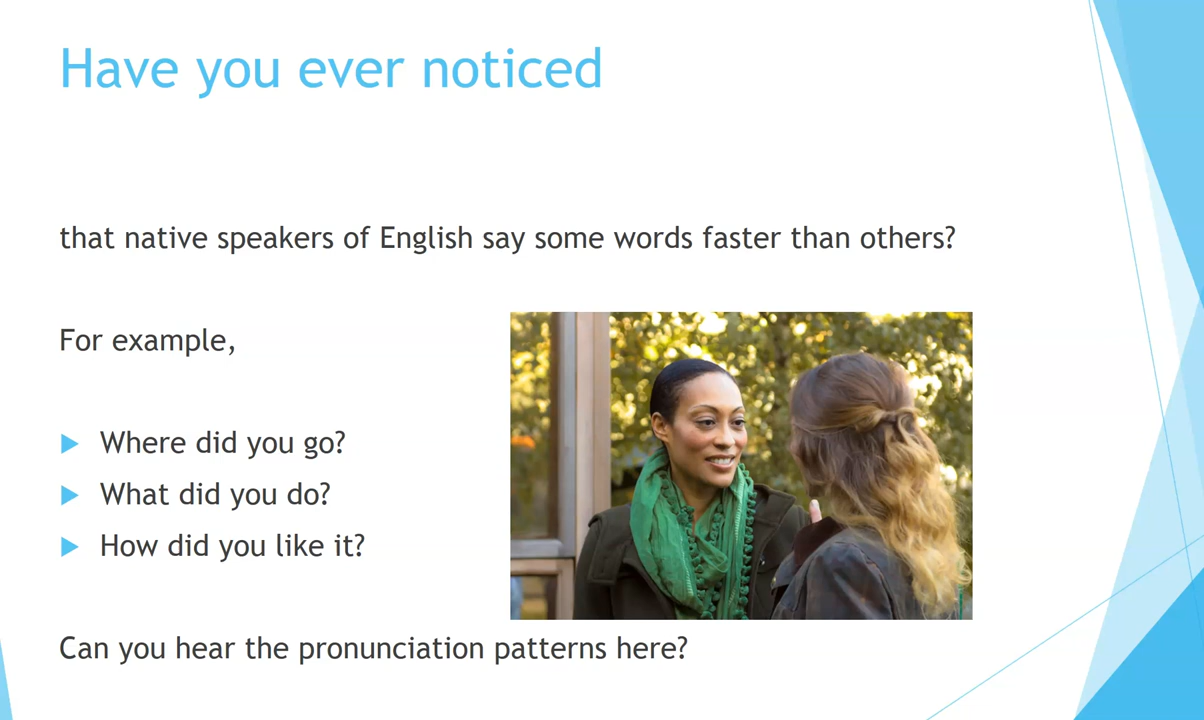 Have you ever noticed
that native speakers of English say some words faster than others?
For example,
Where did you go?
What did you do?
How did you like it?
Can you hear the pronunciation patterns here?